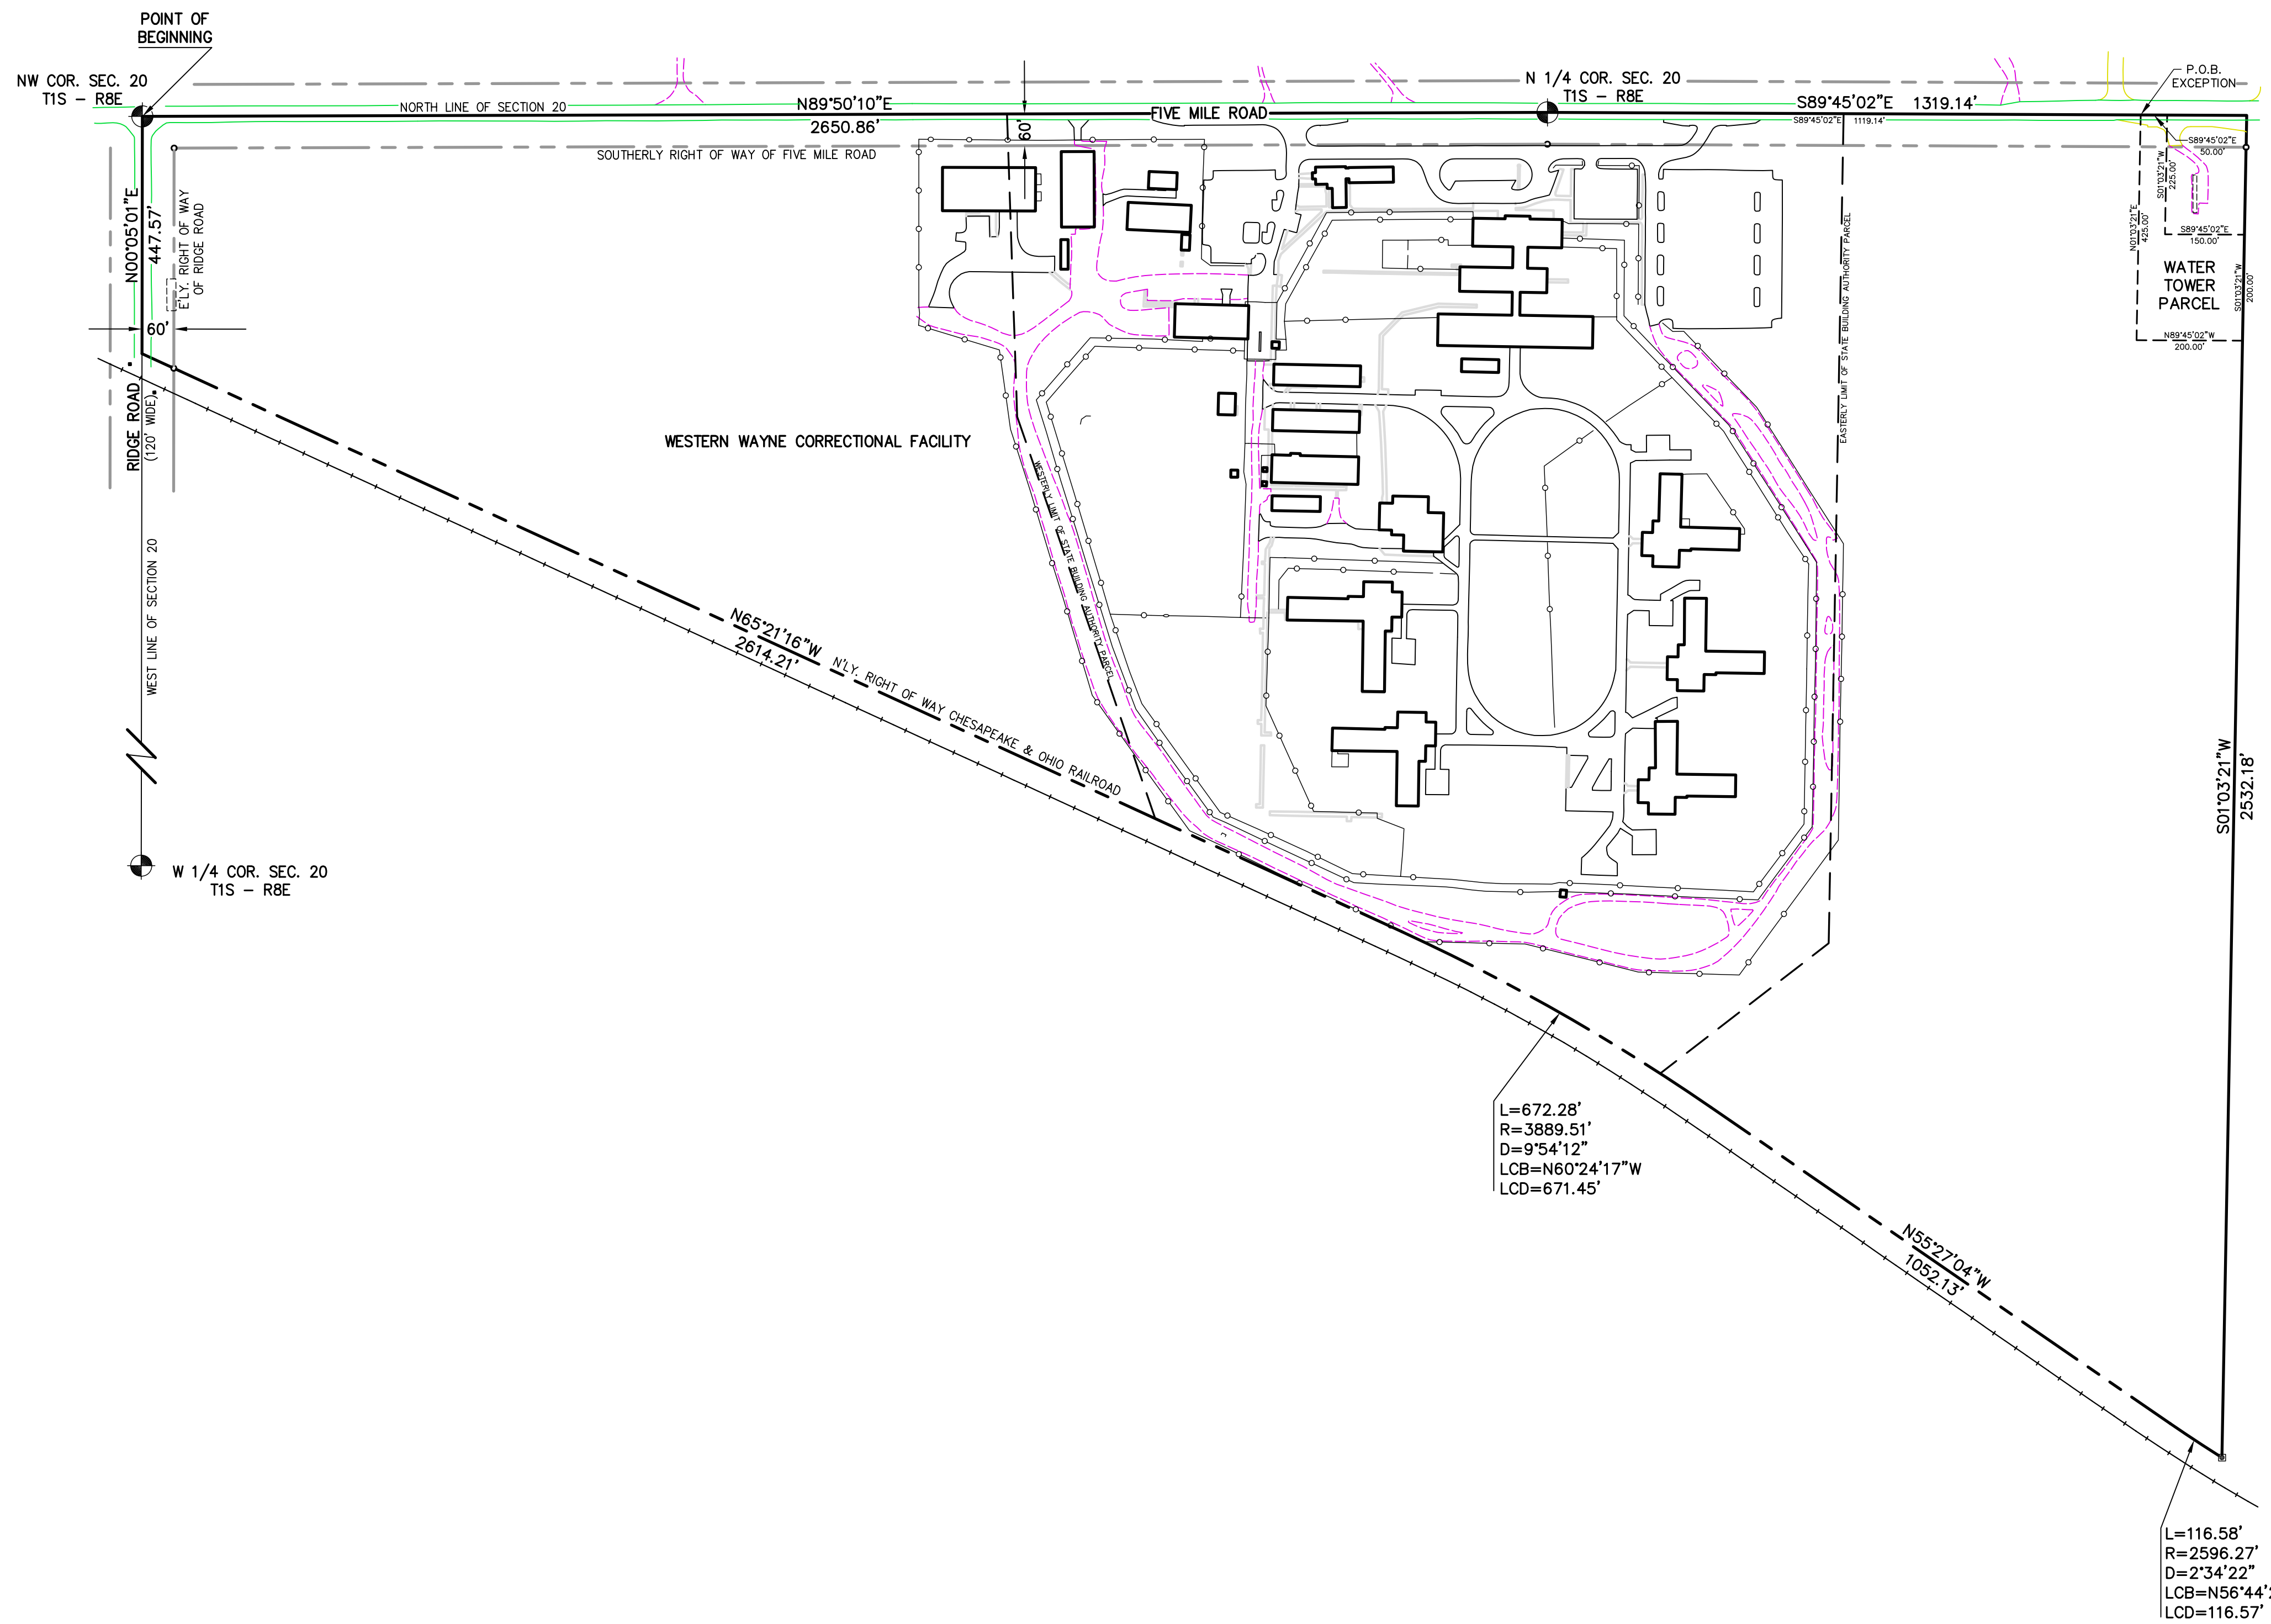 POINT OF
BEGINNING
NW COR. SEC. 20
T1S – R8E
NORTH LINE OF SECTION 20
N89°50'10"E
2650.86'
FIVE MILE ROAD
60'
SOUTHERLY RIGHT OF WAY OF FIVE MILE ROAD
N 1/4 COR. SEC. 20
T1S – R8E
S89°45'02"E 1319.14'
S89°45'02"E 1119.14'
P.O.B.
EXCEPTION
S89°45'02"E
50.00'
S01°03'21"W
225.00'
N01°03'21"E
425.00'
S89°45'02"E
150.00'
WATER
TOWER
PARCEL
S01°03'21"W
200.00'
N89°45'02"W
200.00'
N00°05'01"E
447.57'
E'LY. RIGHT OF WAY
OF RIDGE ROAD
60'
RIDGE ROAD
(120' WIDE)
WEST LINE OF SECTION 20
W 1/4 COR. SEC. 20
T1S – R8E
WESTERN WAYNE CORRECTIONAL FACILITY
WESTERLY LIMIT OF STATE BUILDING AUTHORITY PARCEL
EASTERLY LIMIT OF STATE BUILDING AUTHORITY PARCEL
N65°21'16"W
2614.21'
N'LY. RIGHT OF WAY CHESAPEAKE & OHIO RAILROAD
S01°03'21"W
2532.18'
L=672.28'
R=3889.51'
D=9°54'12"
LCB=N60°24'17"W
LCD=671.45'
N55°27'04"W
1052.13'
L=116.58'
R=2596.27'
D=2°34'22"
LCB=N56°44'
LCD=116.57'